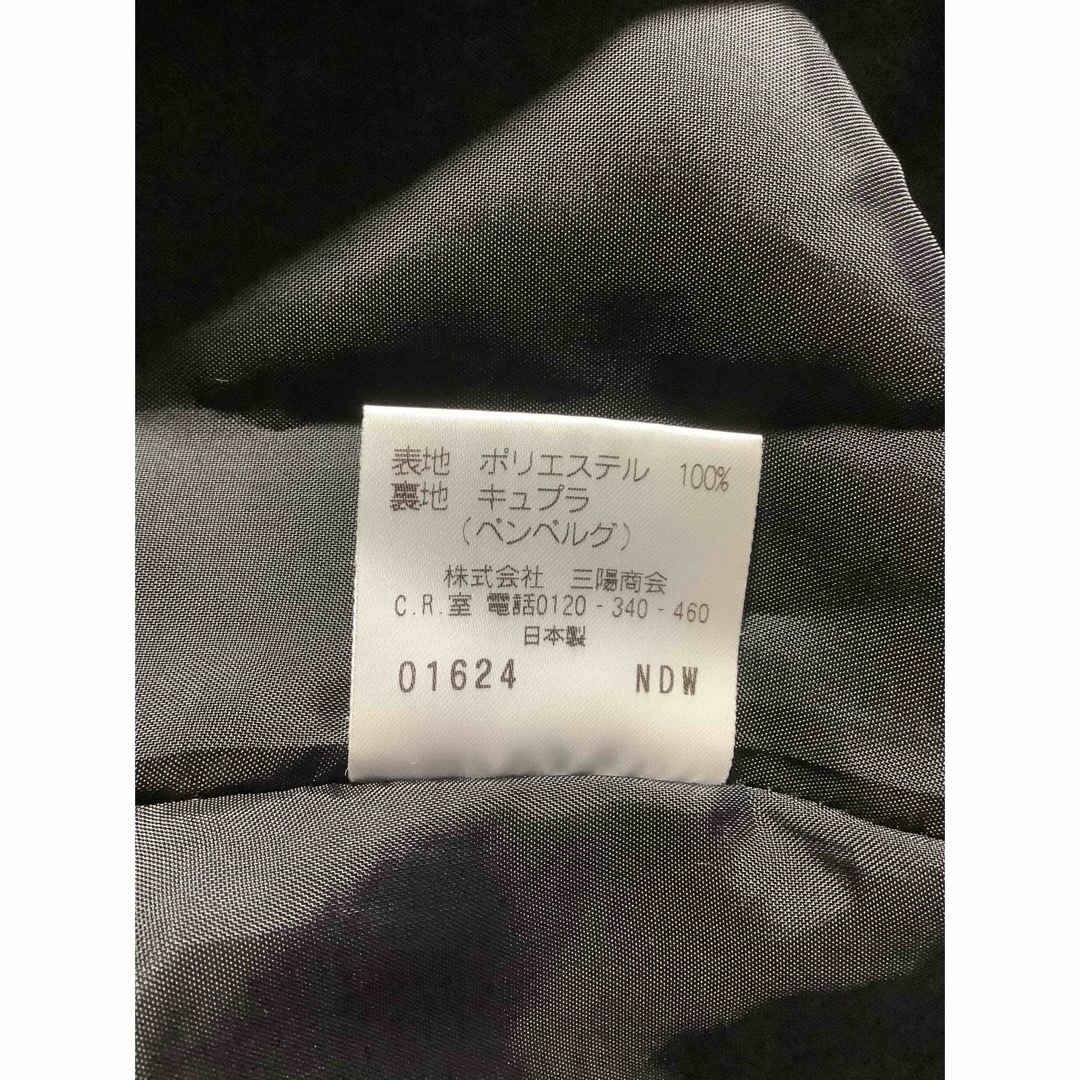 表地 ポリエステル 100%
裏地 キュプラ
(ベンベルグ)
株式会社 三陽商会
C.R.室 電話0120-340-460
日本製
01624 NDW